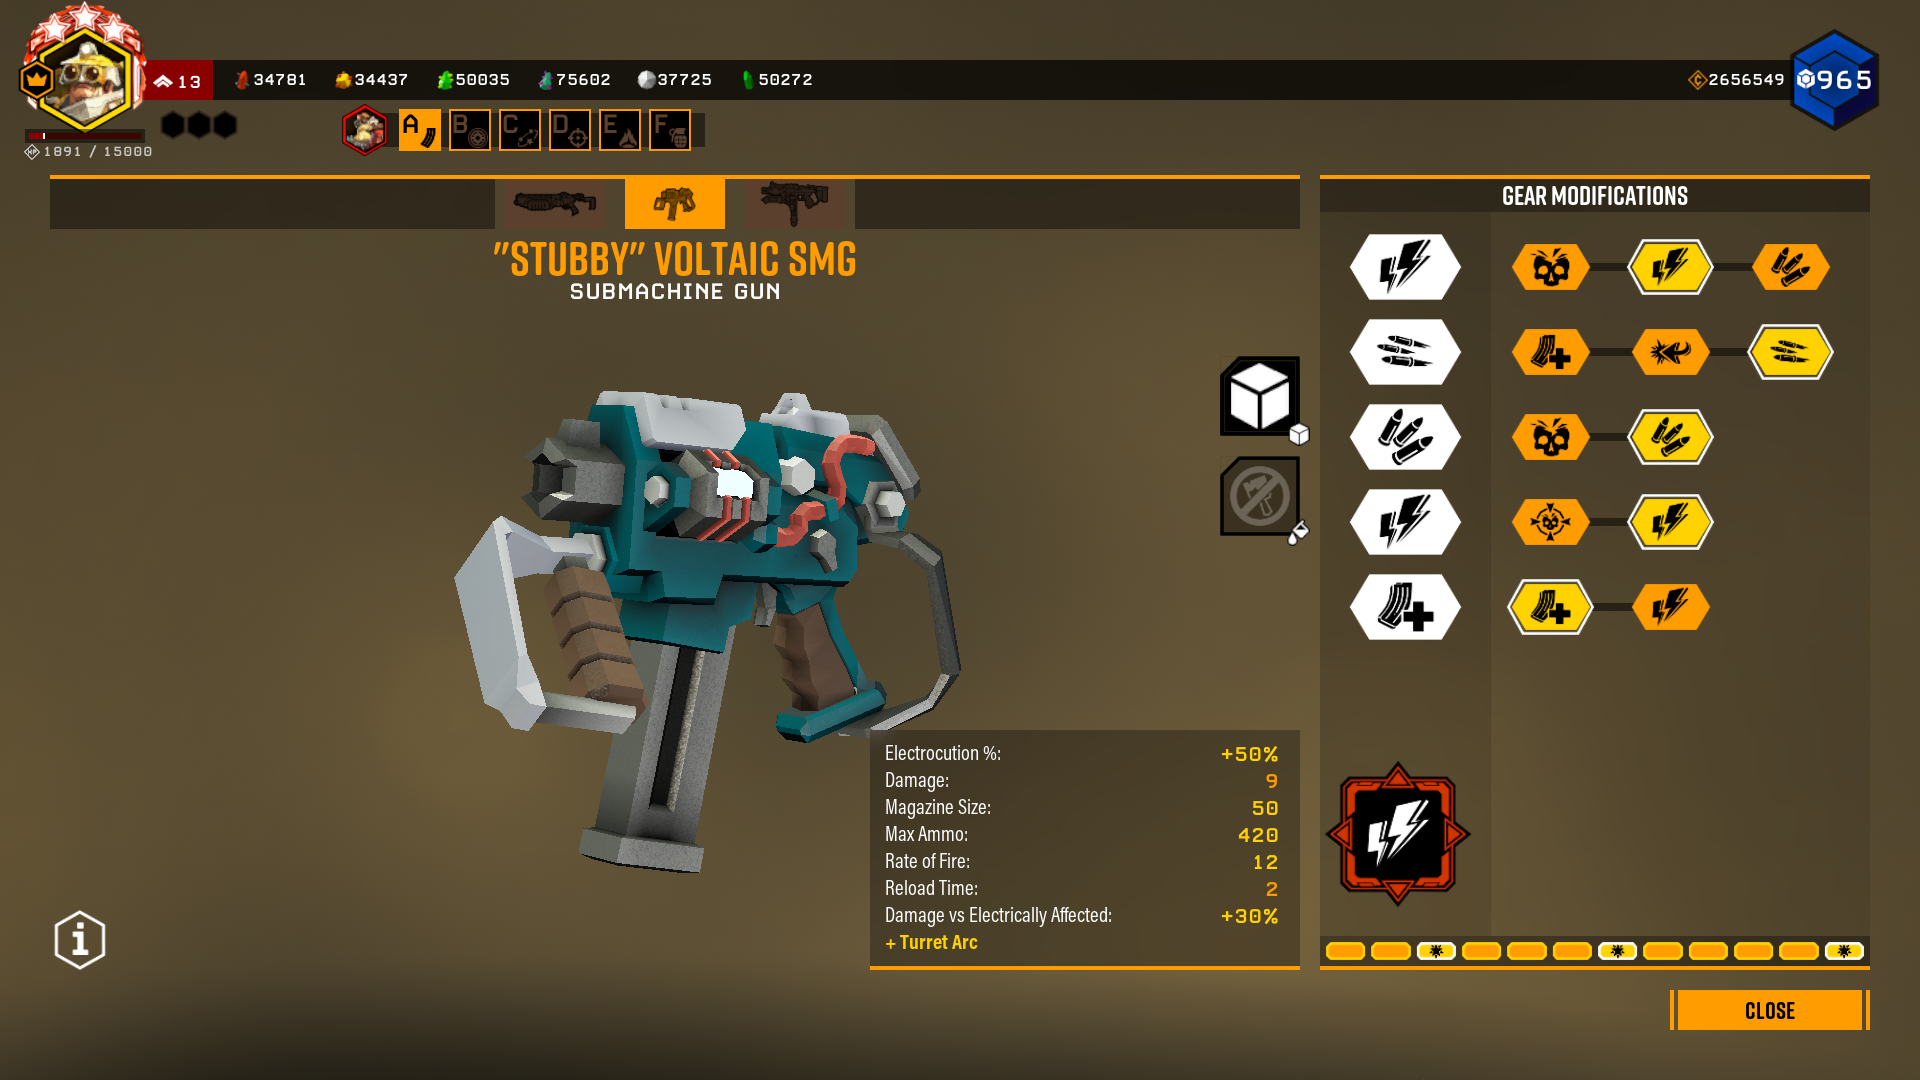 13
34781
34437
50035
75602
37725
50272
2656549
965
1891 / 15000
A
B
C
D
E
F
GEAR MODIFICATIONS
"STUBBY" VOLTAIC SMG
SUBMACHINE GUN
Electrocution %: +50%
Damage: 9
Magazine Size: 50
Max Ammo: 420
Rate of Fire: 12
Reload Time: 2
Damage vs Electrically Affected: +30%
+ Turret Arc
CLOSE